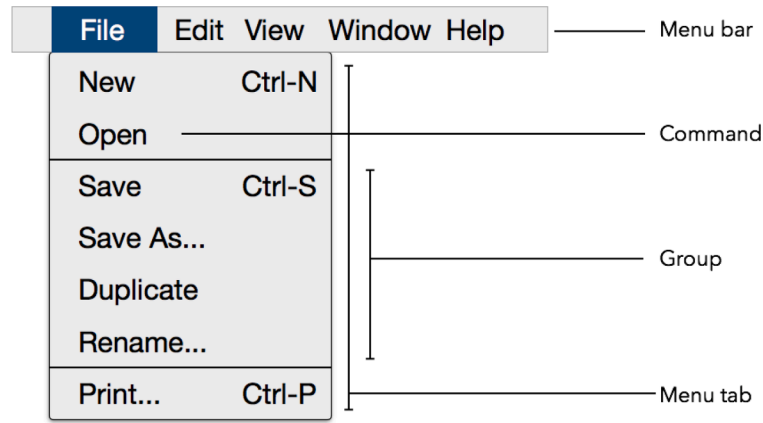 File Edit View Window Help Menu bar
New Ctrl-N
Open Command
Save Ctrl-S
Save As...
Duplicate Group
Rename...
Print... Ctrl-P Menu tab